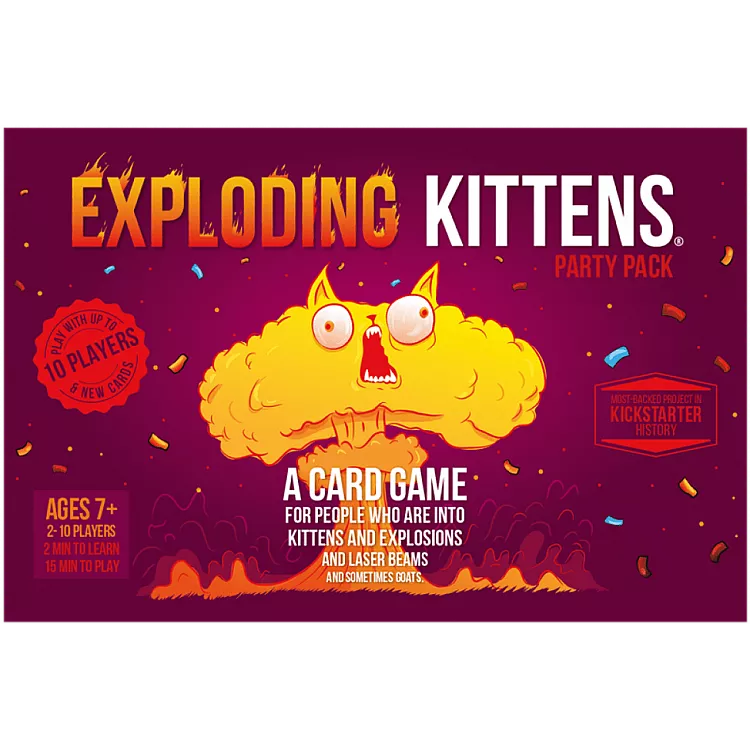 EXPLODING KITTENS®
PARTY PACK
PLAY WITH UP TO
10 PLAYERS
& NEW CARDS
MOST-BACKED PROJECT IN
KICKSTARTER
HISTORY
A CARD GAME
FOR PEOPLE WHO ARE INTO
KITTENS AND EXPLOSIONS
AND LASER BEAMS
AND SOMETIMES GOATS.
AGES 7+
2-10 PLAYERS
2 MIN TO LEARN
15 MIN TO PLAY